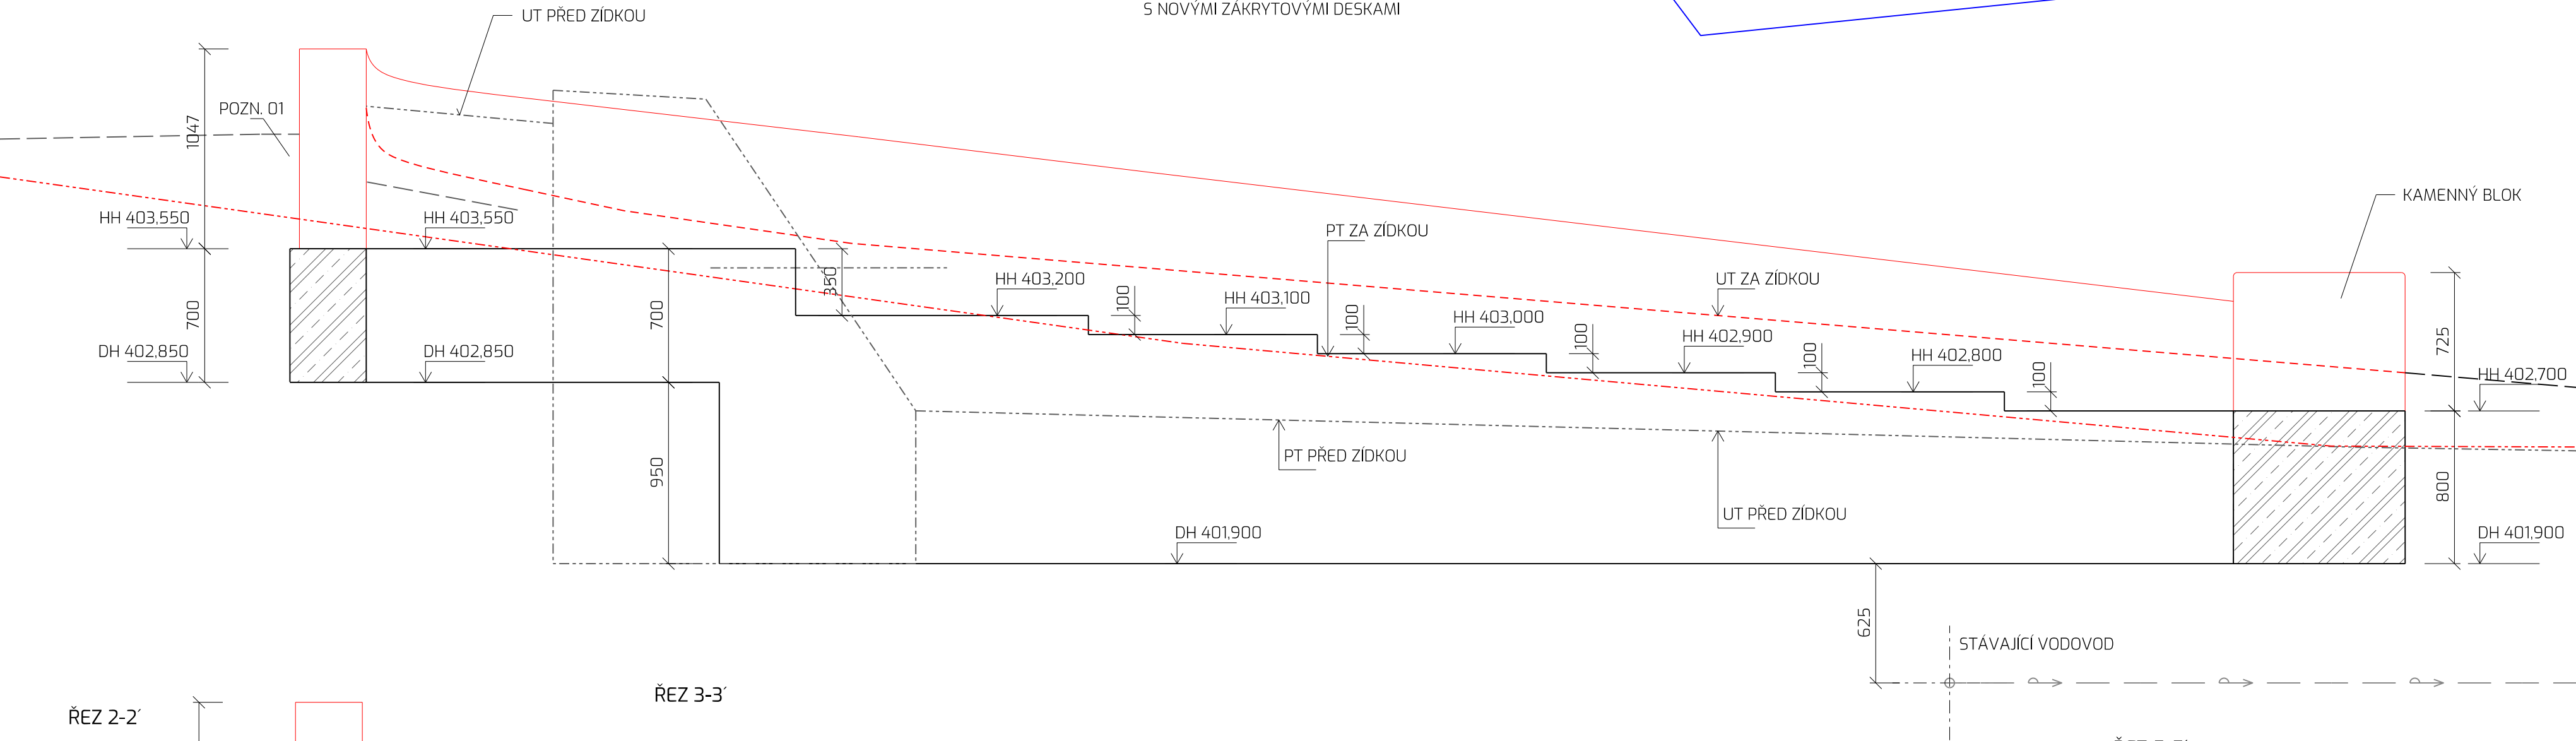 S NOVÝMI ZÁKRYTOVÝMI DESKAMI
UT PŘED ZÍDKOU
POZN. 01
1047
KAMENNÝ BLOK
HH 403,550
HH 403,550
PT ZA ZÍDKOU
350
HH 403,200
UT ZA ZÍDKOU
100
HH 403,100
700
700
100
HH 403,000
100
HH 402,900
725
DH 402,850
DH 402,850
100
HH 402,800
100
HH 402,700
PT PŘED ZÍDKOU
950
800
UT PŘED ZÍDKOU
DH 401,900
DH 401,900
625
STÁVAJÍCÍ VODOVOD
ŘEZ 3-3´
ŘEZ 2-2´